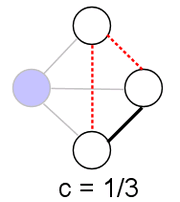 c = 1/3